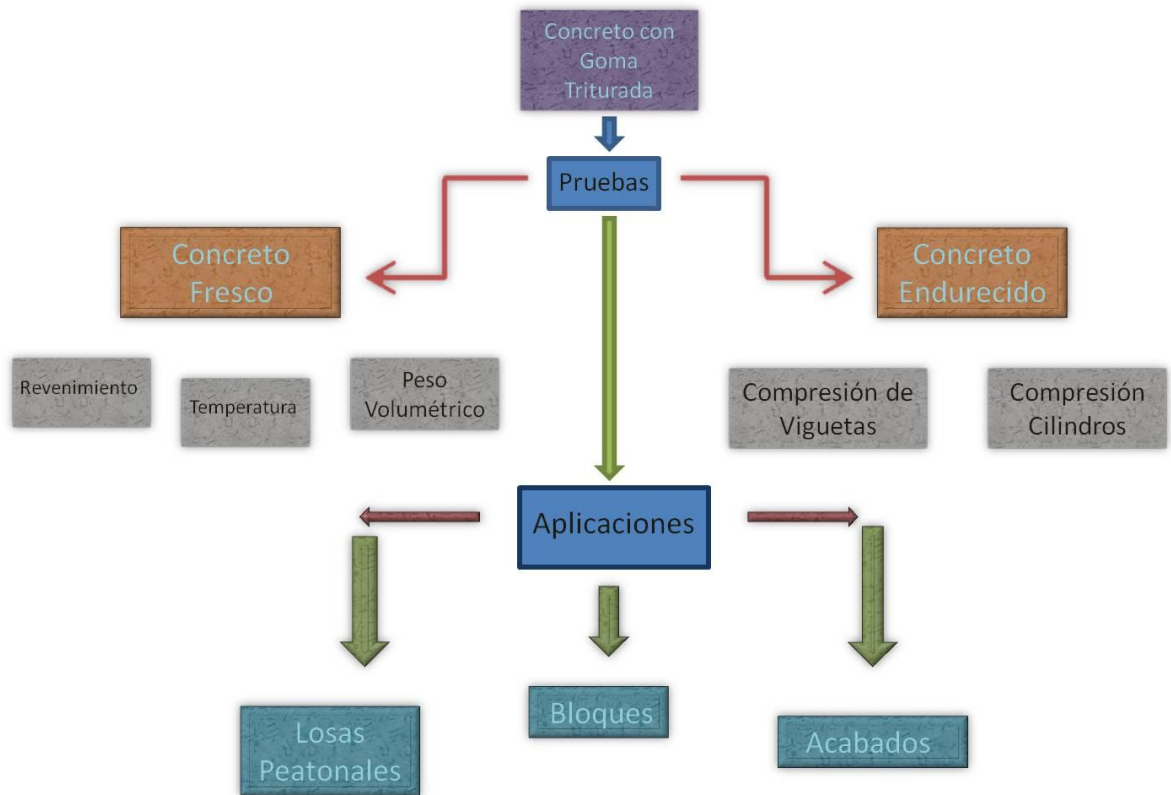 Concreto con
Goma
Triturada
Pruebas
Concreto
Fresco
Concreto
Endurecido
Revenimiento
Temperatura
Peso
Volumétrico
Compresión de
Viguetas
Compresión
Cilindros
Aplicaciones
Losas
Peatonales
Bloques
Acabados